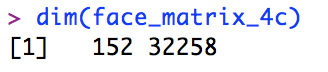 > dim(face_matrix_4c)
[1]   152 32258